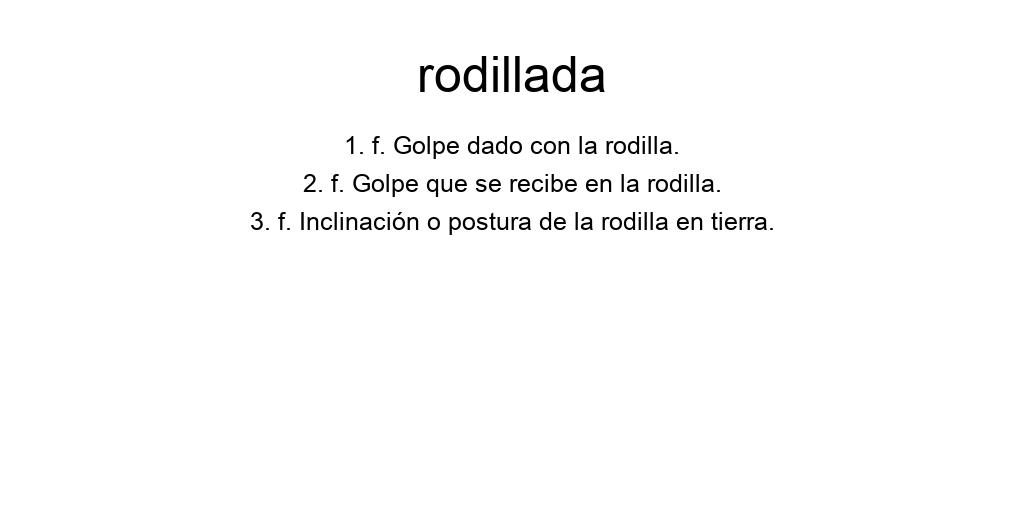 rodillada
1. f. Golpe dado con la rodilla.
2. f. Golpe que se recibe en la rodilla.
3. f. Inclinación o postura de la rodilla en tierra.